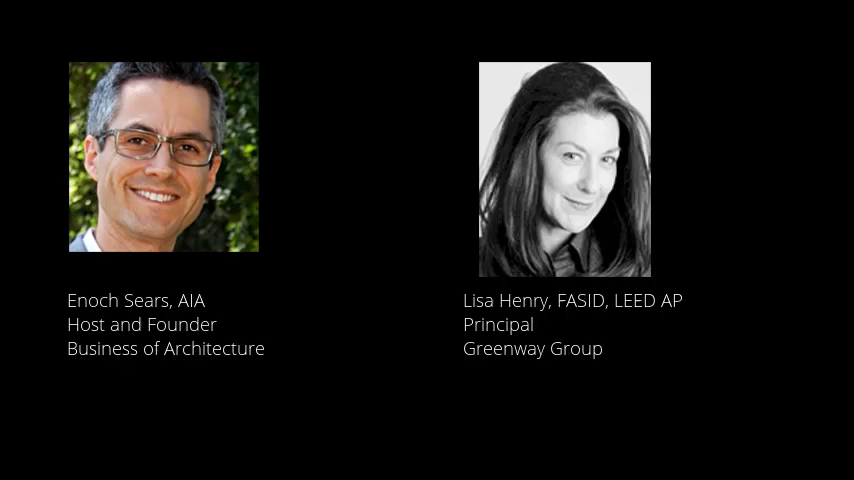 Enoch Sears, AIA
Host and Founder
Business of Architecture
Lisa Henry, FASID, LEED AP
Principal
Greenway Group